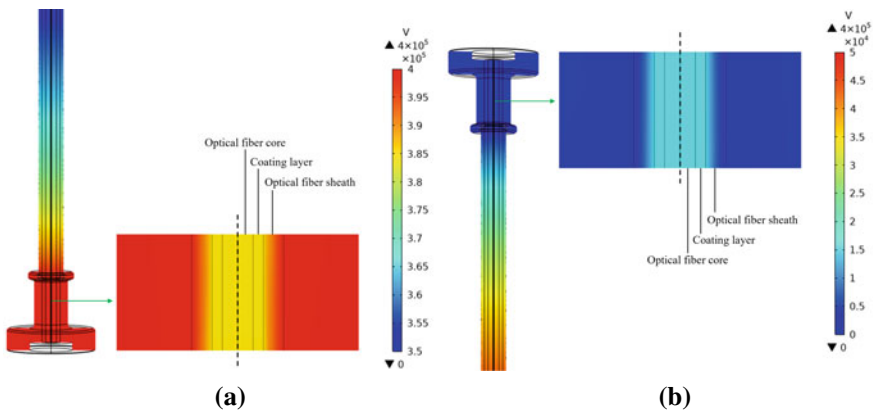 V
▲ 4×10⁵
×10⁵
4
3.95
3.9
3.85
3.8
3.75
3.7
3.65
3.6
3.55
3.5
▼ 0
Optical fiber core
Coating layer
Optical fiber sheath
(a)
V
▲ 4×10⁵
×10⁴
5
4.5
4
3.5
3
2.5
2
1.5
1
0.5
0
▼ 0
Optical fiber sheath
Coating layer
Optical fiber core
(b)